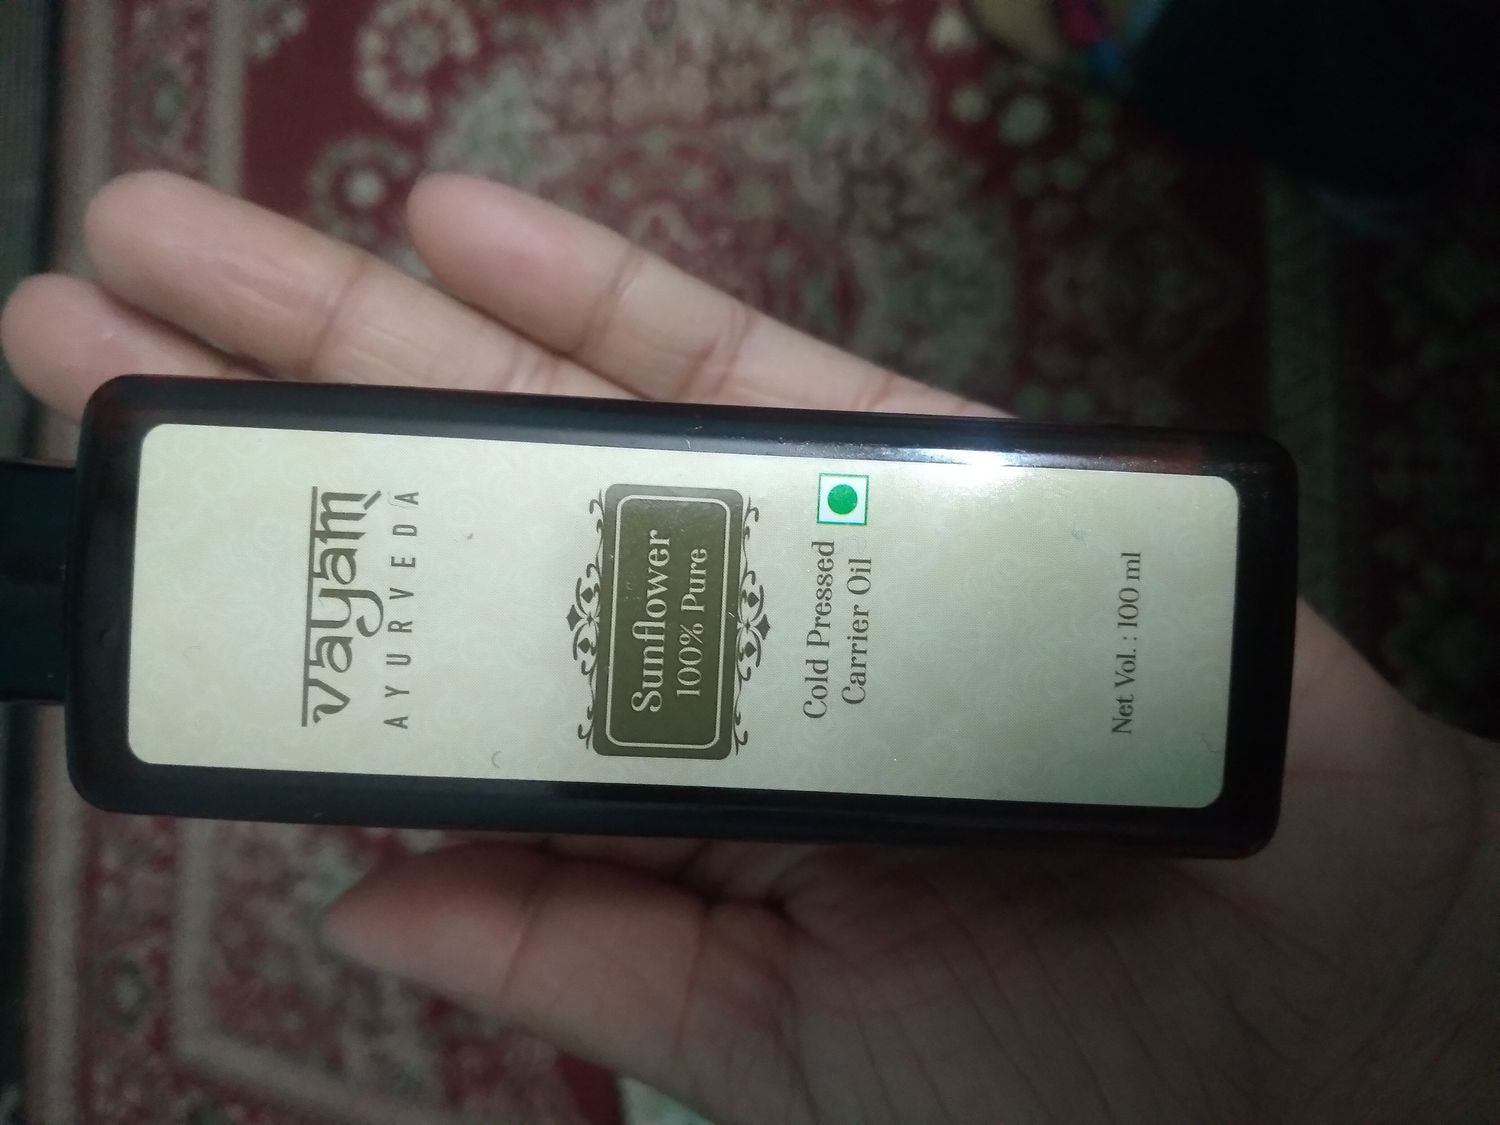 vayam
AYURVEDA
Sunflower
100% Pure
Cold Pressed
Carrier Oil
Net Vol. : 100 ml